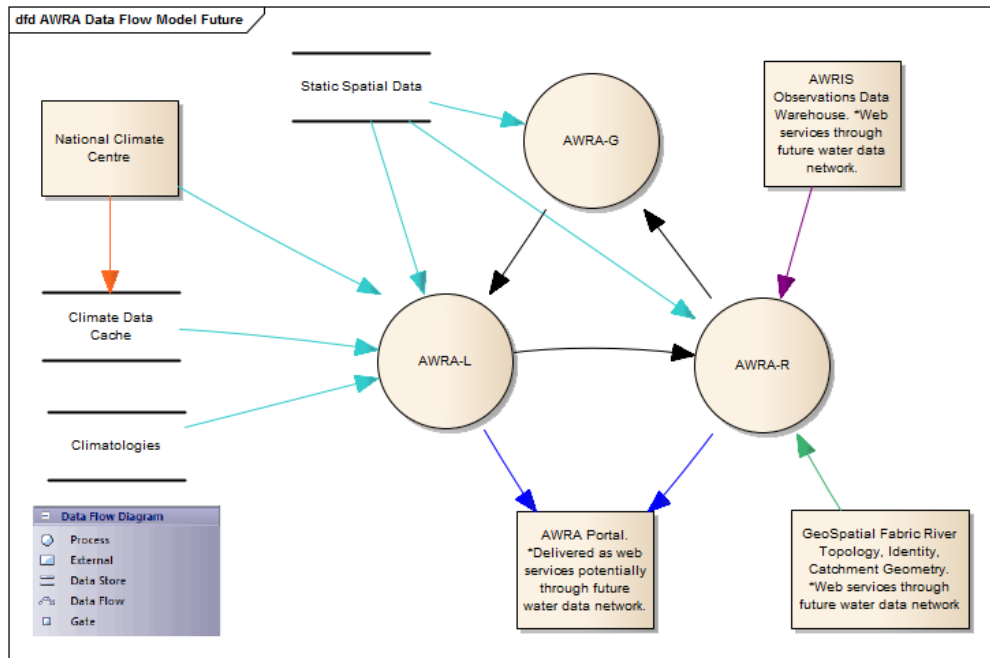 dfd AWRA Data Flow Model Future
Static Spatial Data
National Climate
Centre
AWRA-G
AWRIS
Observations Data
Warehouse. *Web
services through
future water data
network.
Climate Data
Cache
AWRA-L
AWRA-R
Climatologies
Data Flow Diagram
Process
External
Data Store
Data Flow
Gate
AWRA Portal.
*Delivered as web
services potentially
through future
water data network.
GeoSpatial Fabric River
Topology, Identity,
Catchment Geometry.
*Web services through
future water data network